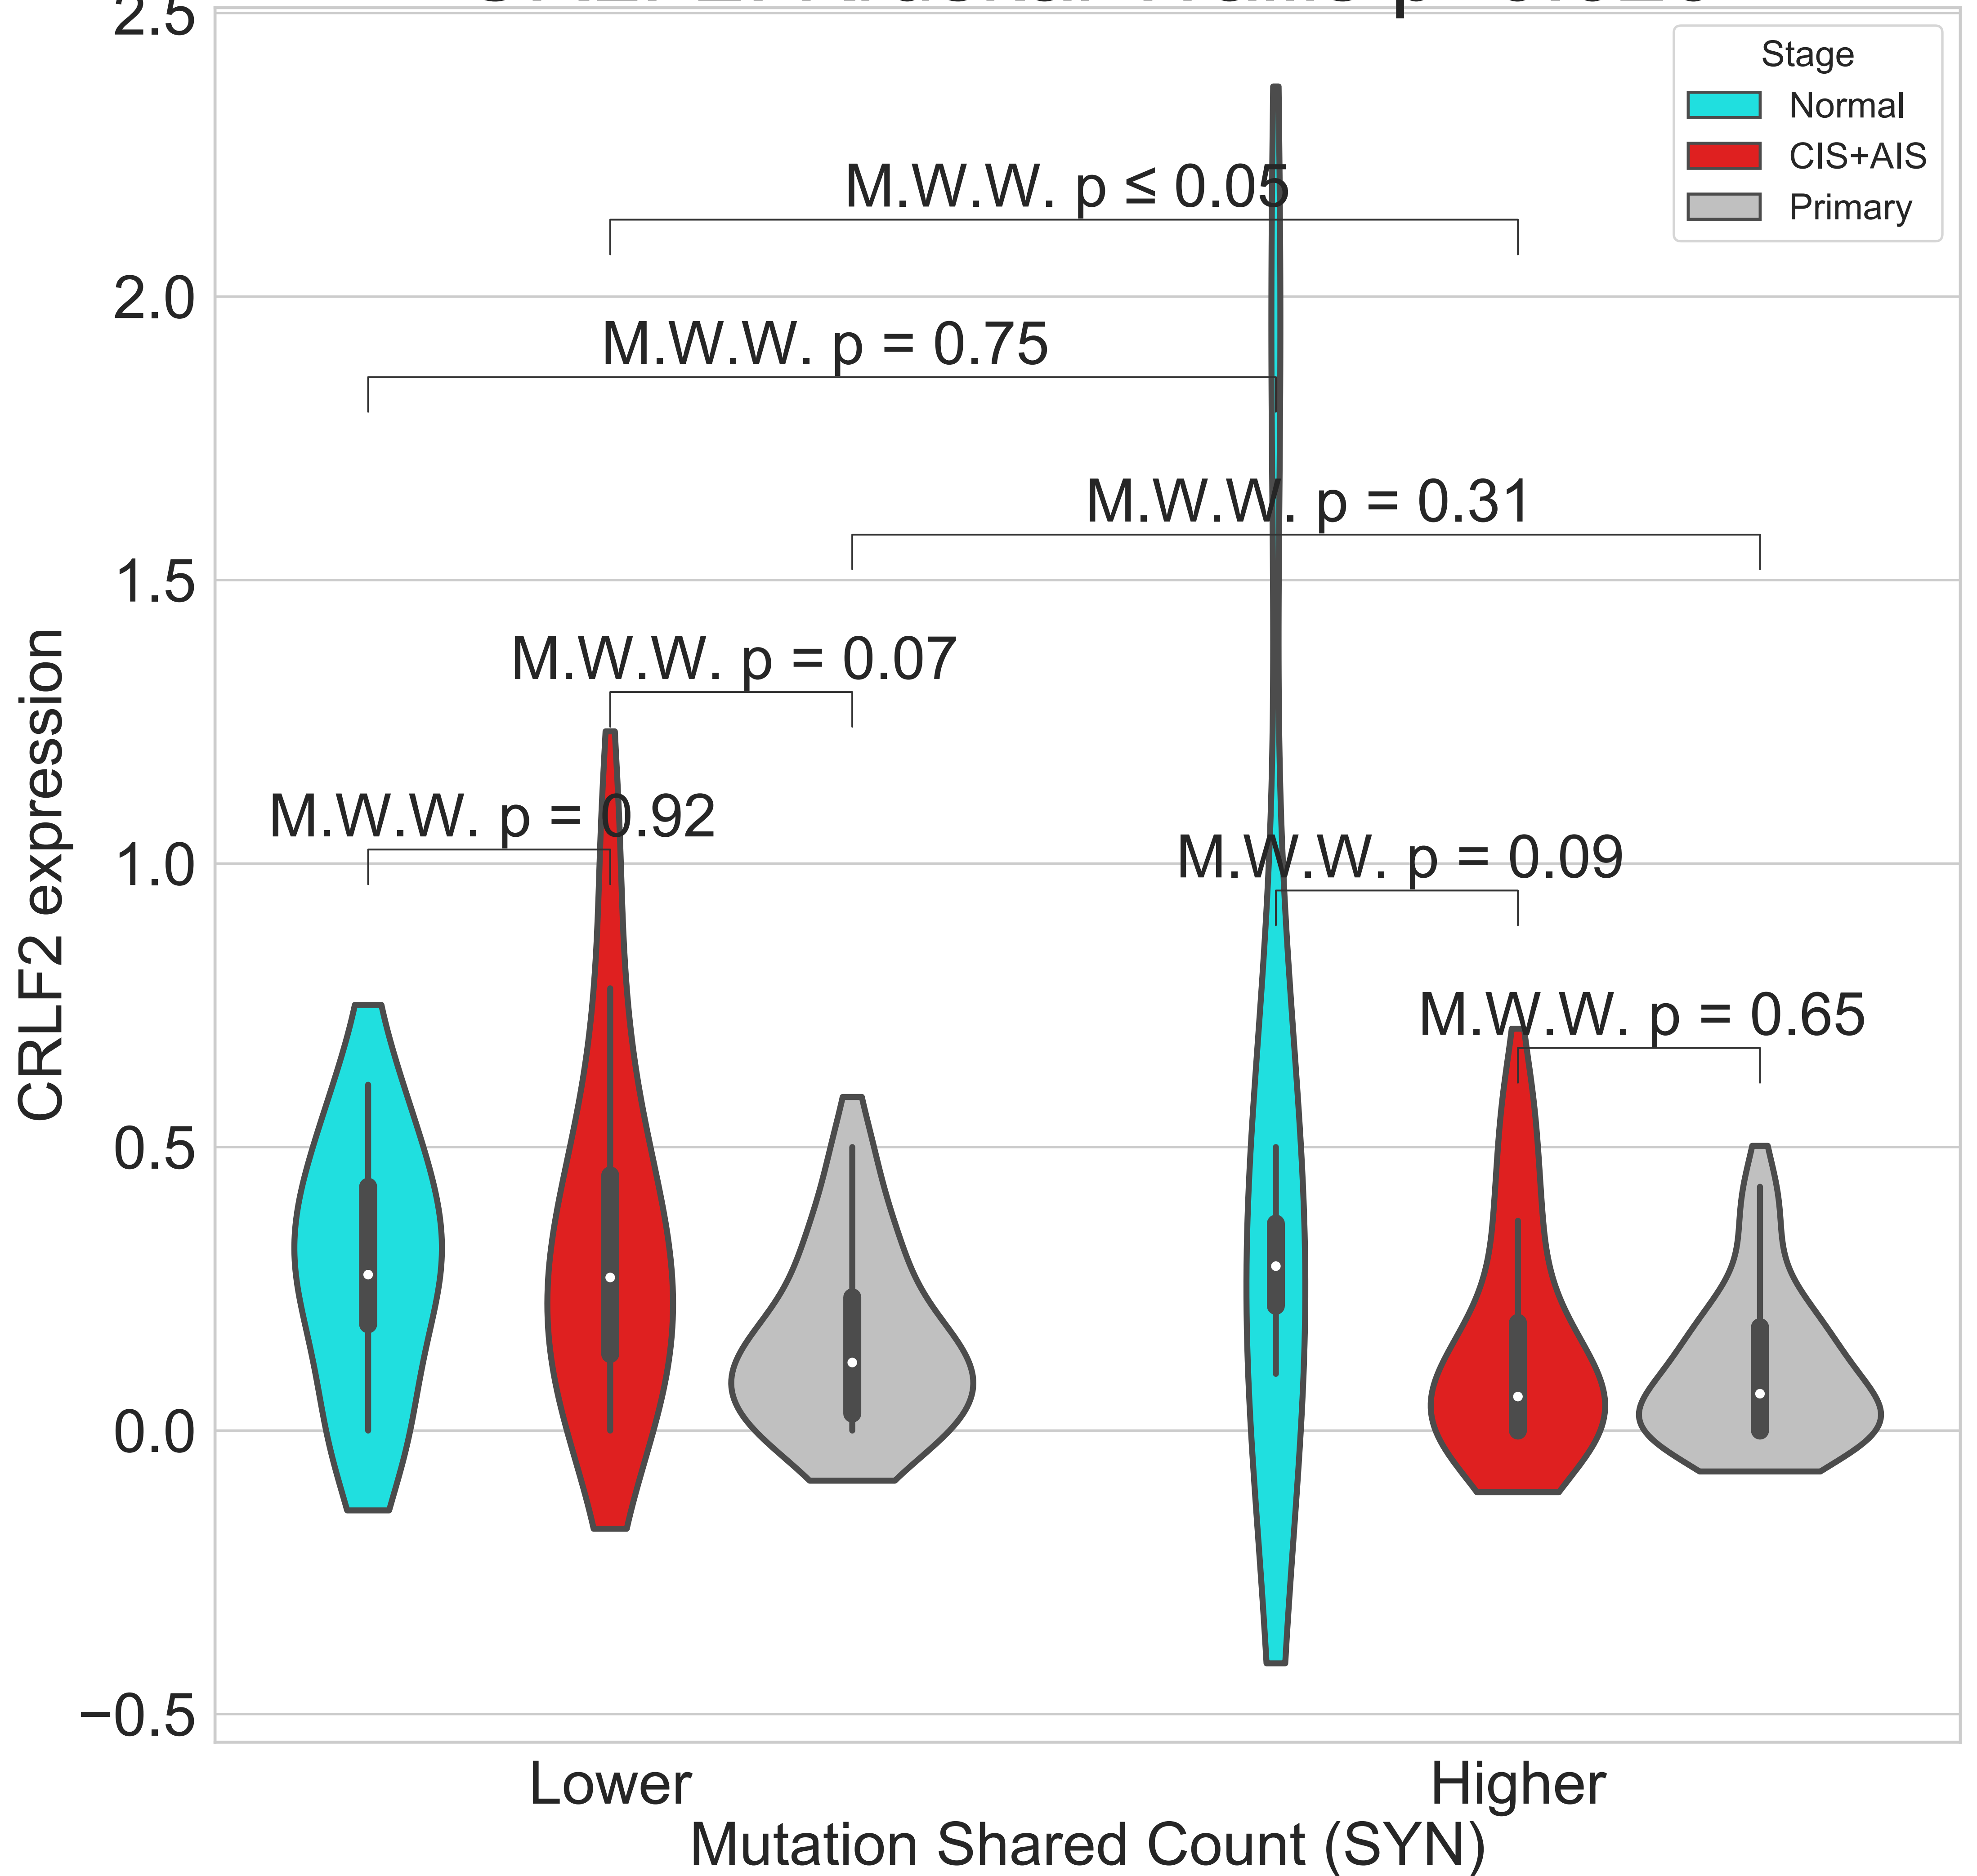 2.5
Stage
Normal
CIS+AIS
Primary
M.W.W. p ≤ 0.05
2.0
M.W.W. p = 0.75
M.W.W. p = 0.31
1.5
M.W.W. p = 0.07
M.W.W. p = 0.92
M.W.W. p = 0.09
1.0
M.W.W. p = 0.65
CRLF2 expression
0.5
0.0
−0.5
Lower
Higher
Mutation Shared Count (SYN)